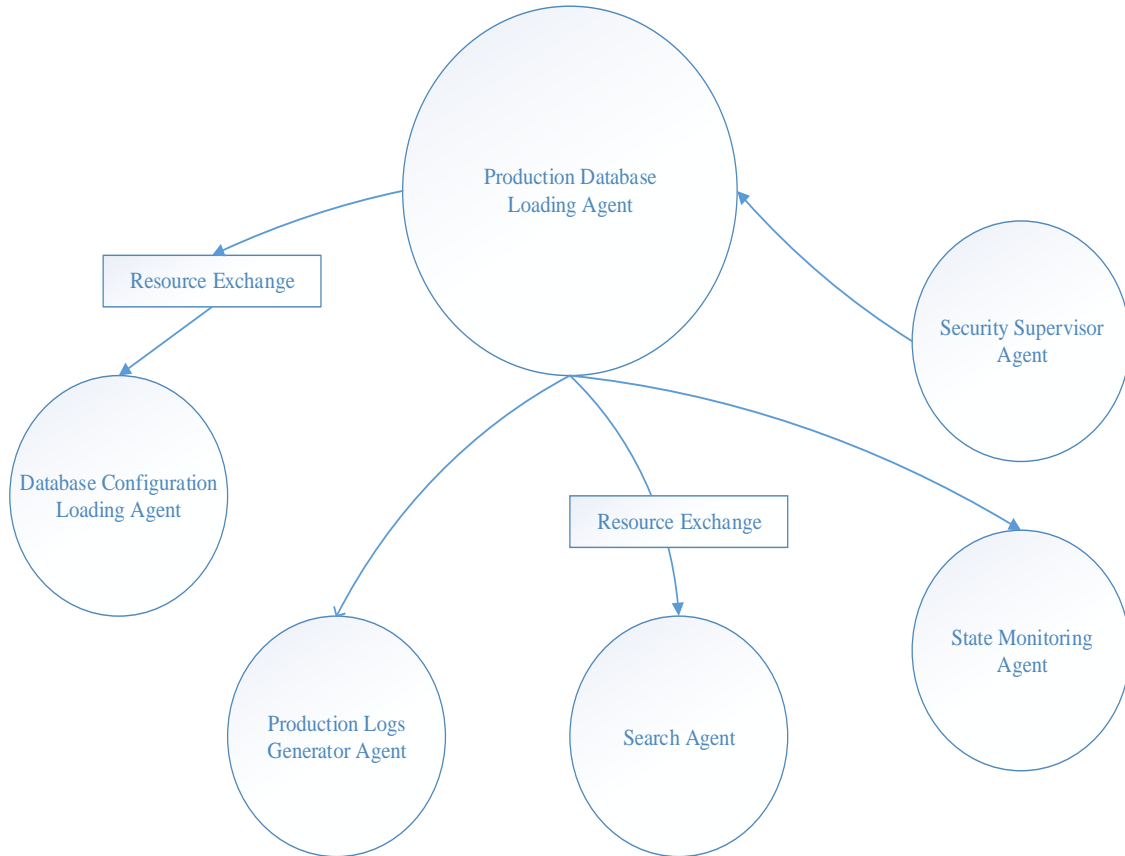 Production Database
Loading Agent
Resource Exchange
Security Supervisor
Agent
Database Configuration
Loading Agent
Resource Exchange
State Monitoring
Agent
Production Logs
Generator Agent
Search Agent